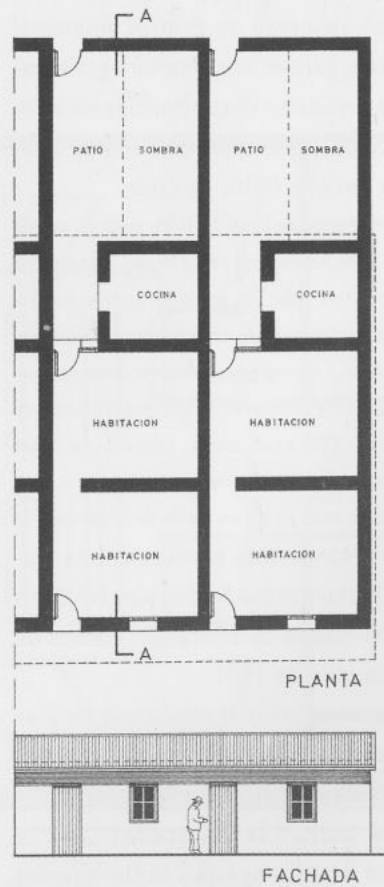 A
PATIO SOMBRA PATIO SOMBRA
COCINA COCINA
HABITACION HABITACION
HABITACION HABITACION
A
PLANTA
FACHADA